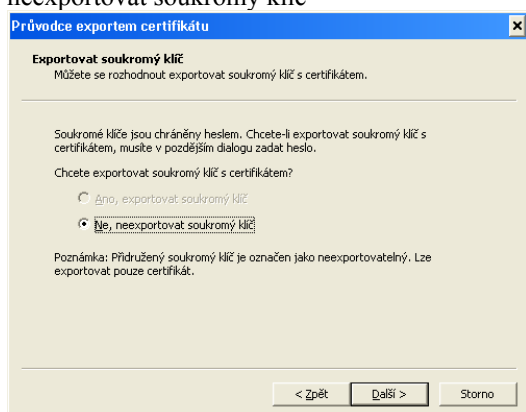 neexportovat soukromý klíč
Průvodce exportem certifikátu
Exportovat soukromý klíč
Můžete se rozhodnout exportovat soukromý klíč s certifikátem.
Soukromé klíče jsou chráněny heslem. Chcete-li exportovat soukromý klíč s
certifikátem, musíte v pozdějším dialogu zadat heslo.
Chcete exportovat soukromý klíč s certifikátem?
Ano, exportovat soukromý klíč
Ne, neexportovat soukromý klíč
Poznámka: Přidružený soukromý klíč je označen jako neexportovatelný. Lze
exportovat pouze certifikát.
< Zpět
Další >
Storno